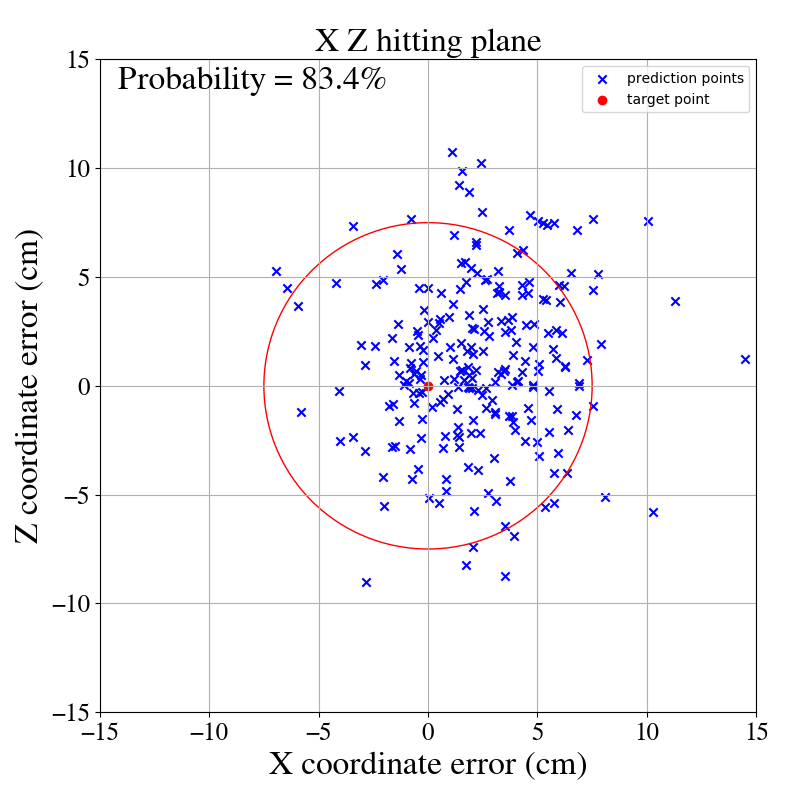 X Z hitting plane
Probability = 83.4%
prediction points
target point
Z coordinate error (cm)
15
10
5
0
−5
−10
−15
−15
−10
−5
0
5
10
15
X coordinate error (cm)